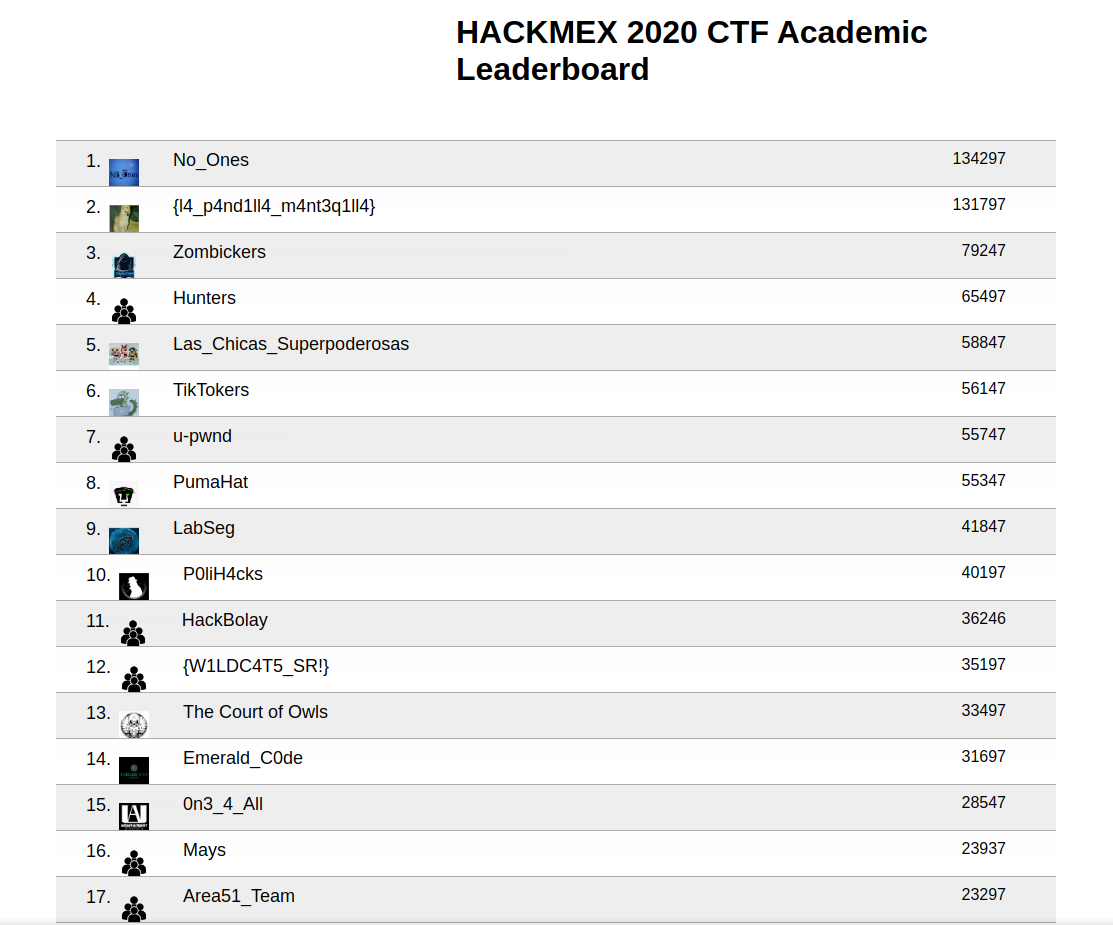 HACKMEX 2020 CTF Academic
Leaderboard
1. No_Ones 134297
2. {l4_p4nd1ll4_m4nt3q1ll4} 131797
3. Zombickers 79247
4. Hunters 65497
5. Las_Chicas_Superpoderosas 58847
6. TikTokers 56147
7. u-pwnd 55747
8. PumaHat 55347
9. LabSeg 41847
10. P0liH4cks 40197
11. HackBolay 36246
12. {W1LDC4T5_SR!} 35197
13. The Court of Owls 33497
14. Emerald_C0de 31697
15. 0n3_4_All 28547
16. Mays 23937
17. Area51_Team 23297